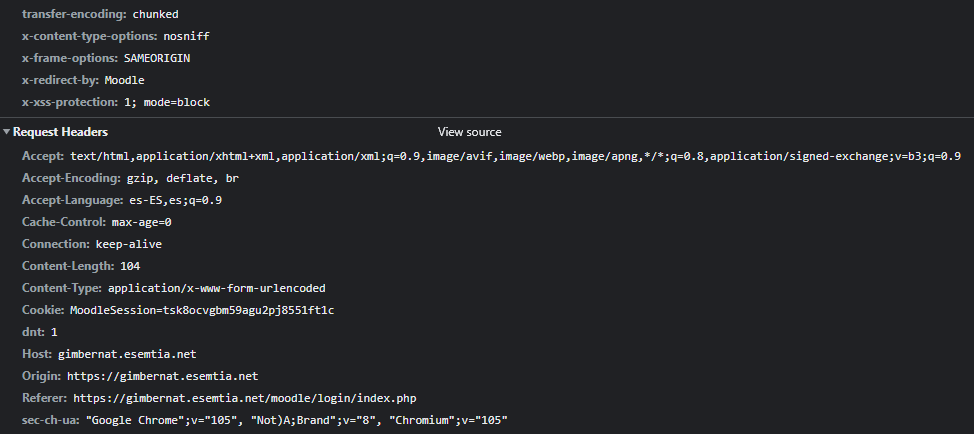 transfer-encoding: chunked
x-content-type-options: nosniff
x-frame-options: SAMEORIGIN
x-redirect-by: Moodle
x-xss-protection: 1; mode=block
Request Headers View source
Accept: text/html,application/xhtml+xml,application/xml;q=0.9,image/avif,image/webp,image/apng,*/*;q=0.8,application/signed-exchange;v=b3;q=0.9
Accept-Encoding: gzip, deflate, br
Accept-Language: es-ES,es;q=0.9
Cache-Control: max-age=0
Connection: keep-alive
Content-Length: 104
Content-Type: application/x-www-form-urlencoded
Cookie: MoodleSession=tsk8ocvgbm59agu2pj8551ft1c
dnt: 1
Host: gimbernat.esemtia.net
Origin: https://gimbernat.esemtia.net
Referer: https://gimbernat.esemtia.net/moodle/login/index.php
sec-ch-ua: "Google Chrome";v="105", "Not)A;Brand";v="8", "Chromium";v="105"